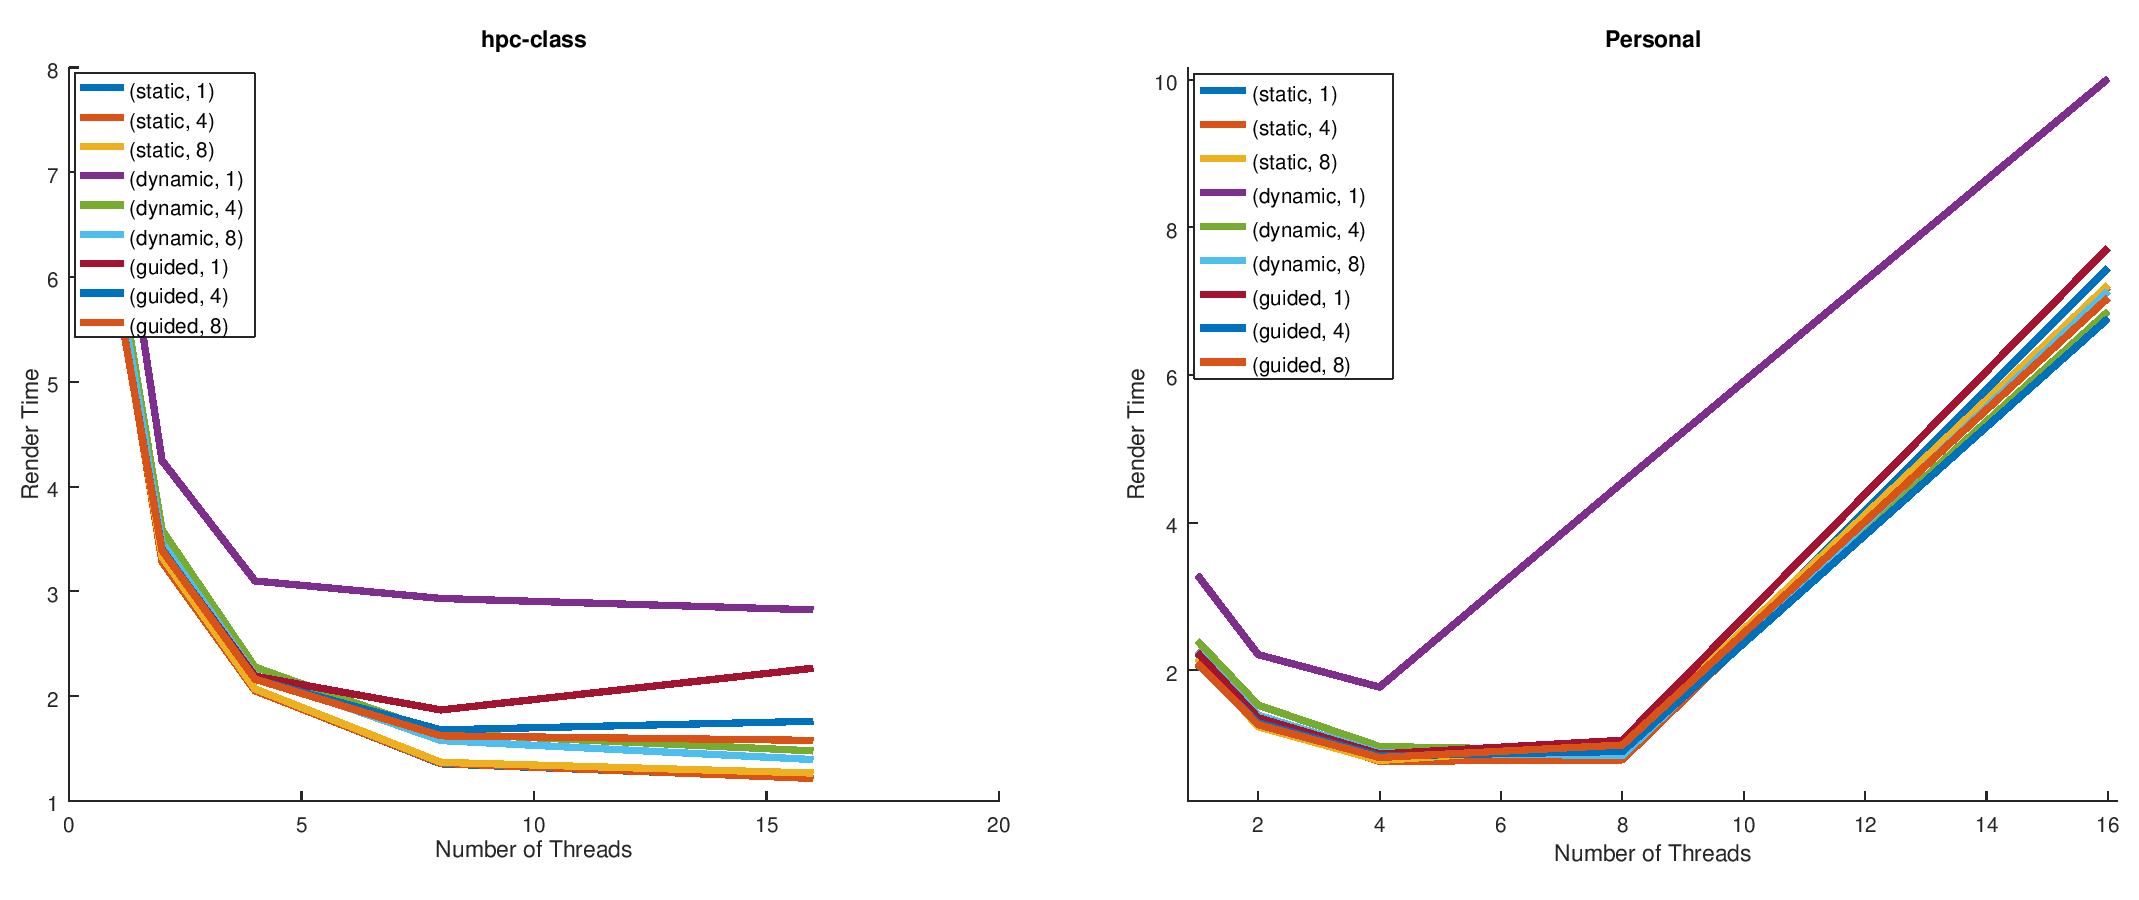 hpc-class
8
7
6
5
4
3
2
1
Render Time
(static, 1)
(static, 4)
(static, 8)
(dynamic, 1)
(dynamic, 4)
(dynamic, 8)
(guided, 1)
(guided, 4)
(guided, 8)
0 5 10 15 20
Number of Threads
Personal
10
8
6
4
2
Render Time
(static, 1)
(static, 4)
(static, 8)
(dynamic, 1)
(dynamic, 4)
(dynamic, 8)
(guided, 1)
(guided, 4)
(guided, 8)
2 4 6 8 10 12 14 16
Number of Threads